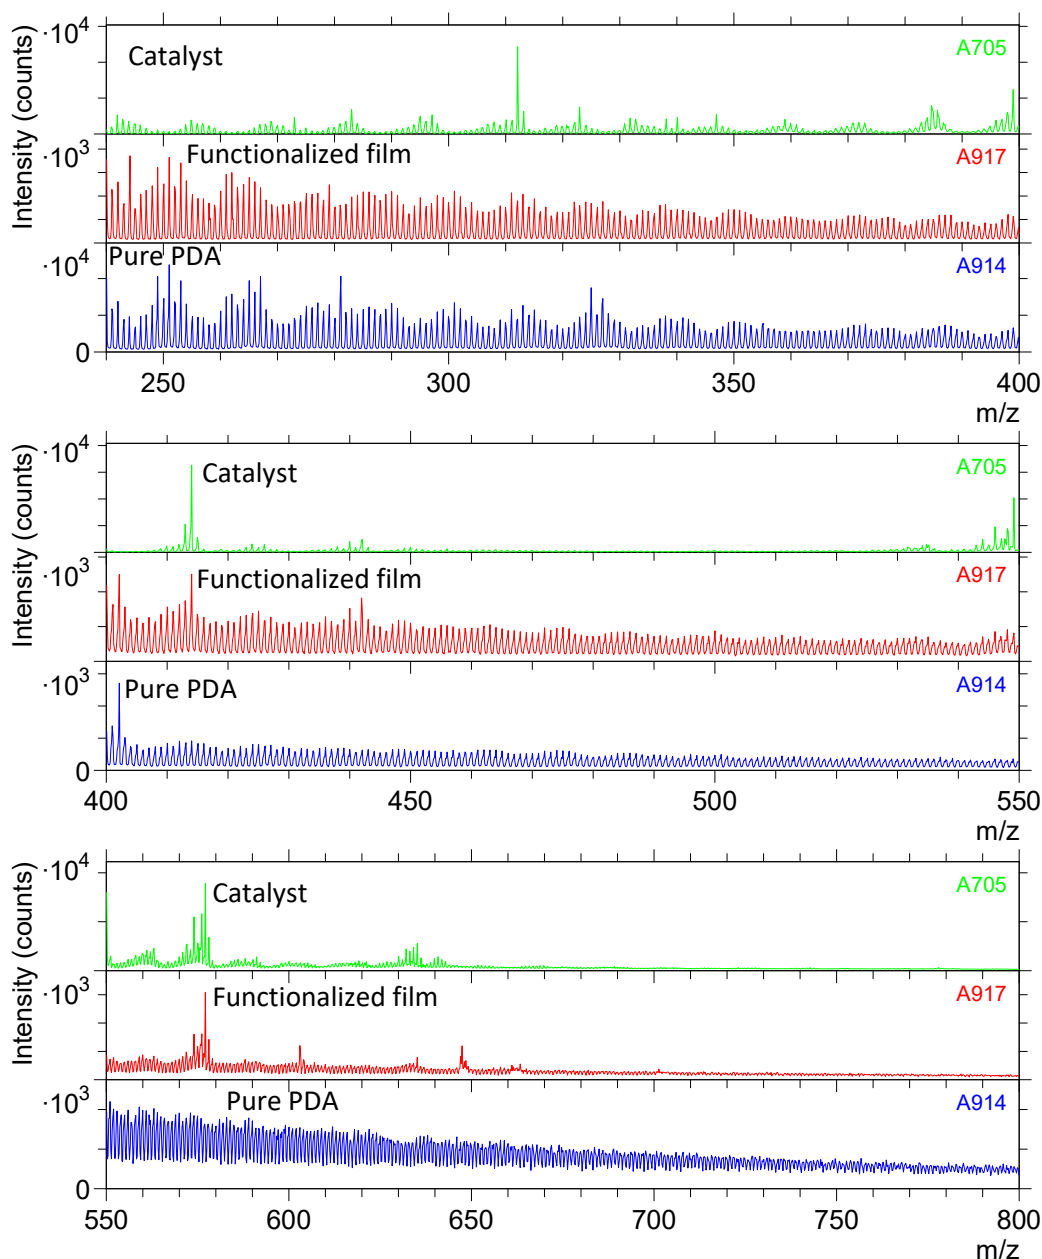 ·10⁴
Catalyst
A705
Intensity (counts)
·10³
Functionalized film
A917
·10⁴
Pure PDA
A914
0
250 300 350 400
m/z
·10⁴
Catalyst
A705
Intensity (counts)
·10³
Functionalized film
A917
·10³
Pure PDA
A914
0
400 450 500 550
m/z
·10⁴
Catalyst
A705
Intensity (counts)
·10³
Functionalized film
A917
·10³
Pure PDA
A914
0
550 600 650 700 750 800
m/z